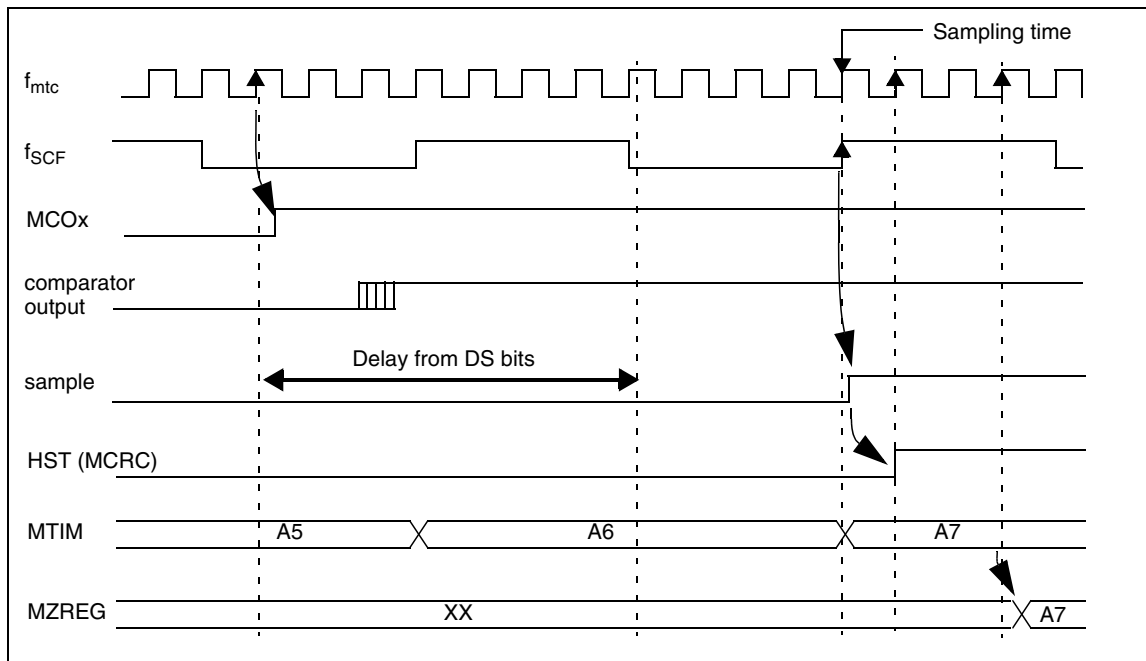 Sampling time
fmtc
fSCF
MCOx
comparator
output
Delay from DS bits
sample
HST (MCRC)
MTIM
A5
A6
A7
MZREG
XX
A7